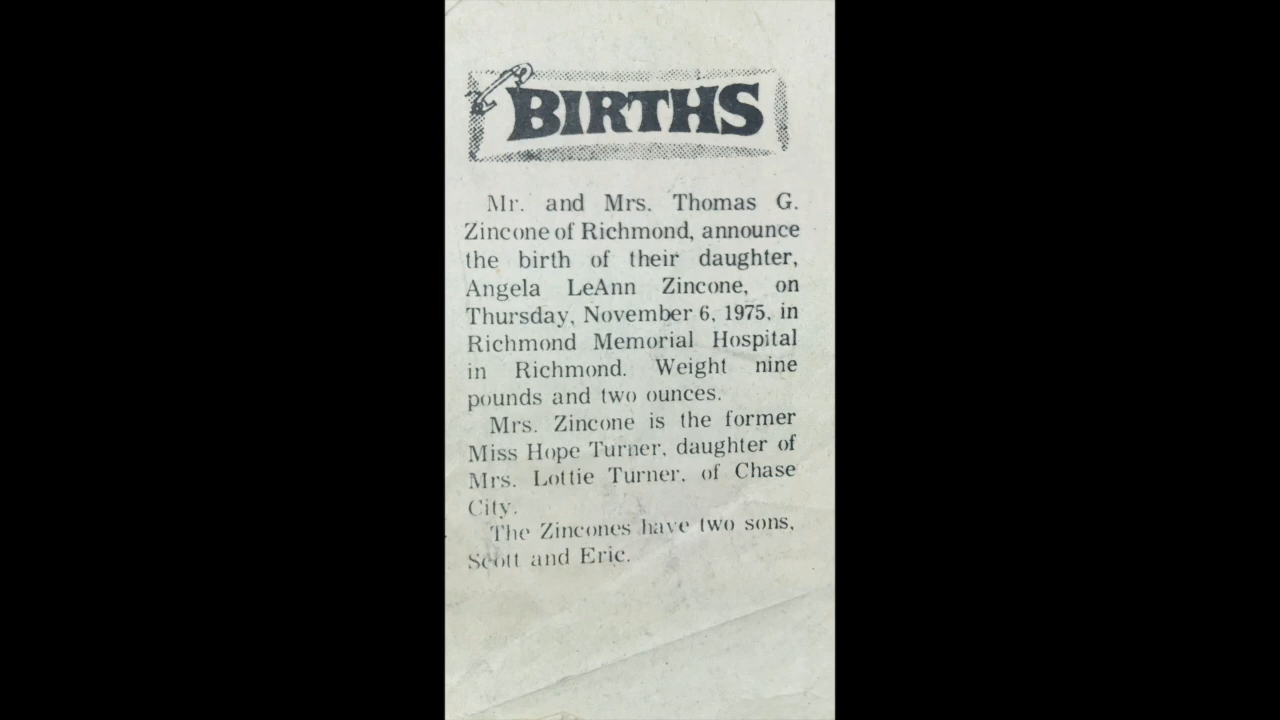 BIRTHS
Mr. and Mrs. Thomas G.
Zincone of Richmond, announce
the birth of their daughter,
Angela LeAnn Zincone, on
Thursday, November 6, 1975, in
Richmond Memorial Hospital
in Richmond. Weight nine
pounds and two ounces.
Mrs. Zincone is the former
Miss Hope Turner, daughter of
Mrs. Lottie Turner, of Chase
City.
The Zincones have two sons,
Scott and Eric.